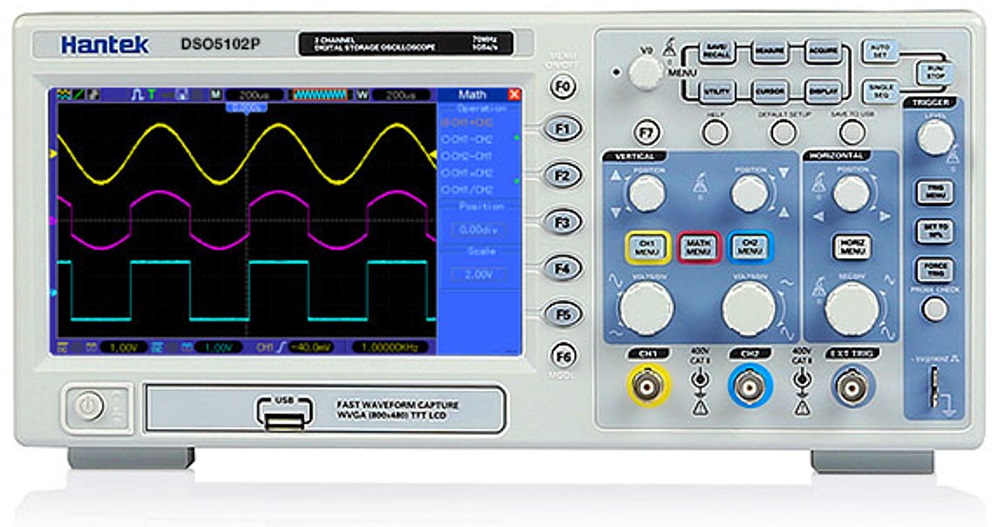 Hantek
DSO5102P
2 CHANNEL
DIGITAL STORAGE OSCILLOSCOPE
70MHz
1GSa/s
MENU
ON/OFF
F0
F1
F2
F3
F4
F5
F6
MODE
T
M
200us
W
200us
0.000s
Math
Operation
CH1+CH2
CH1-CH2
CH2-CH1
CH1/CH2
Position
0.00div
Scale
2.00V
1.00V
1.00V
CH1
-40.0mV
1.00000KHz
V0
MENU
SAVE/
RECALL
MEASURE
ACQUIRE
AUTO
SET
RUN/
STOP
UTILITY
CURSOR
DISPLAY
SINGLE
SEQ
F7
HELP
DEFAULT SETUP
SAVE TO USB
TRIGGER
LEVEL
TRIG
MENU
SET TO
50%
FORCE
TRIG
PROBE CHECK
VERTICAL
POSITION
POSITION
CH1
MENU
MATH
MENU
CH2
MENU
VOLTS/DIV
VOLTS/DIV
HORIZONTAL
POSITION
HORIZ
MENU
SEC/DIV
CH1
400V
CAT II
CH2
400V
CAT II
EXT TRIG
USB
FAST WAVEFORM CAPTURE
WVGA (800x480) TFT LCD